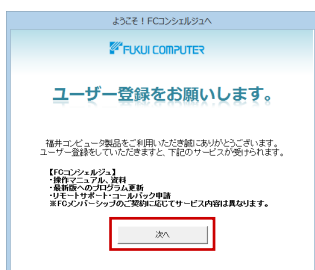 ようこそ！FCコンシェルジュへ
FUKUI COMPUTER
ユーザー登録をお願いします。
福井コンピュータ製品をご利用いただき誠にありがとうございます。
ユーザー登録をしていただきますと、下記のサービスが受けられます。
【FCコンシェルジュ】
・操作マニュアル、資料
・最新版へのプログラム更新
・リモートサポート・コールバック申請
※FCメンバーシップのご契約に応じてサービス内容は異なります。
次へ